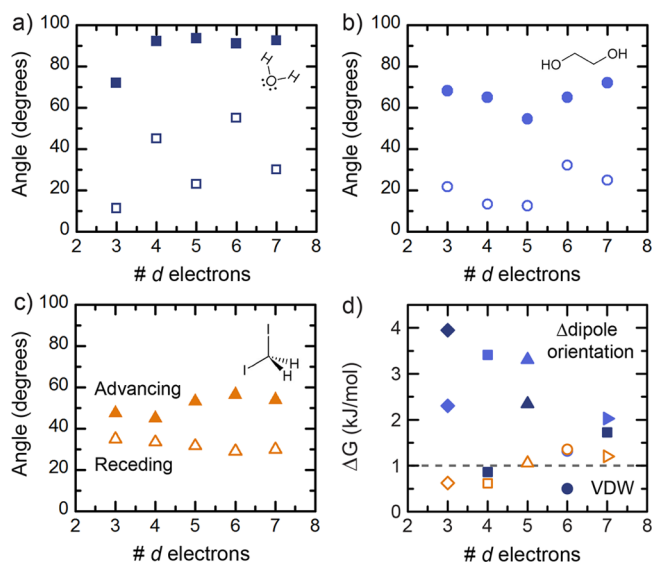 a)
100
80
60
40
20
0
Angle (degrees)
H
O
H
2 3 4 5 6 7 8
# d electrons
b)
100
80
60
40
20
0
Angle (degrees)
HO
OH
2 3 4 5 6 7 8
# d electrons
c)
100
80
60
40
20
0
Angle (degrees)
I
I
H
H
Advancing
Receding
2 3 4 5 6 7 8
# d electrons
d)
4
3
2
1
0
ΔG (kJ/mol)
Δdipole
orientation
VDW
2 3 4 5 6 7 8
# d electrons